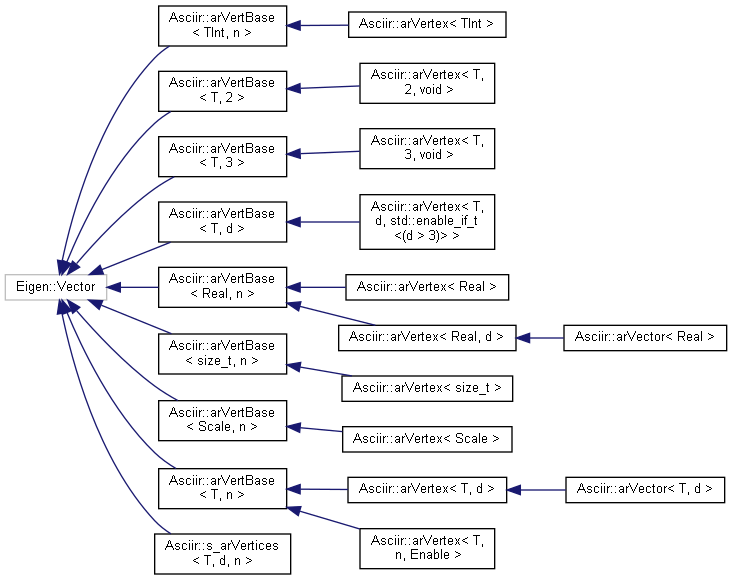 Asciir::arVertBase
< TInt, n >
Asciir::arVertex< TInt >
Asciir::arVertBase
< T, 2 >
Asciir::arVertex< T,
2, void >
Asciir::arVertBase
< T, 3 >
Asciir::arVertex< T,
3, void >
Asciir::arVertBase
< T, d >
Asciir::arVertex< T,
d, std::enable_if_t
<(d > 3)> >
Eigen::Vector
Asciir::arVertBase
< Real, n >
Asciir::arVertex< Real >
Asciir::arVertex< Real, d >
Asciir::arVector< Real >
Asciir::arVertBase
< size_t, n >
Asciir::arVertex< size_t >
Asciir::arVertBase
< Scale, n >
Asciir::arVertex< Scale >
Asciir::arVertBase
< T, n >
Asciir::arVertex< T, d >
Asciir::arVector< T, d >
Asciir::arVertex< T,
n, Enable >
Asciir::s_arVertices
< T, d, n >